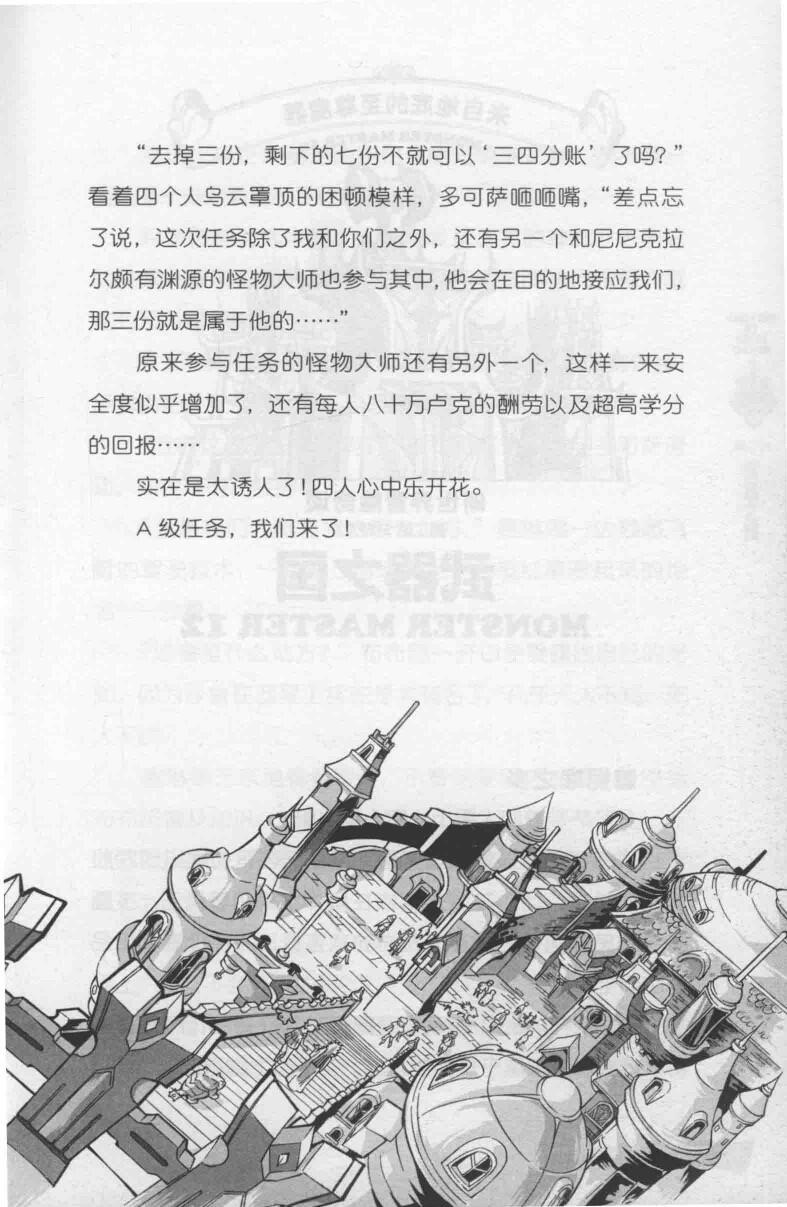 “去掉三份，剩下的七份不就可以‘三四分账’了吗？”
看着四个人乌云罩顶的困顿模样，多可萨咂咂嘴，“差点忘
了说，这次任务除了我和你们之外，还有另一个和尼尼克拉
尔颇有渊源的怪物大师也参与其中，他会在目的地接应我们，
那三份就是属于他的……”
原来参与任务的怪物大师还有另外一个，这样一来安
全度似乎增加了，还有每人八十万卢克的酬劳以及超高学分
的回报……
实在是太诱人了！四人心中乐开花。
A 级任务，我们来了！
武器之国
MONSTER MASTER 12